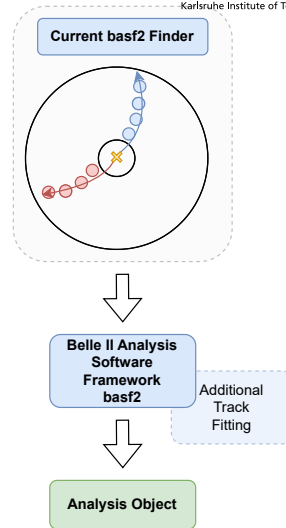 Karlsruhe Institute of T
Current basf2 Finder
Belle II Analysis
Software
Framework
basf2
Additional
Track
Fitting
Analysis Object